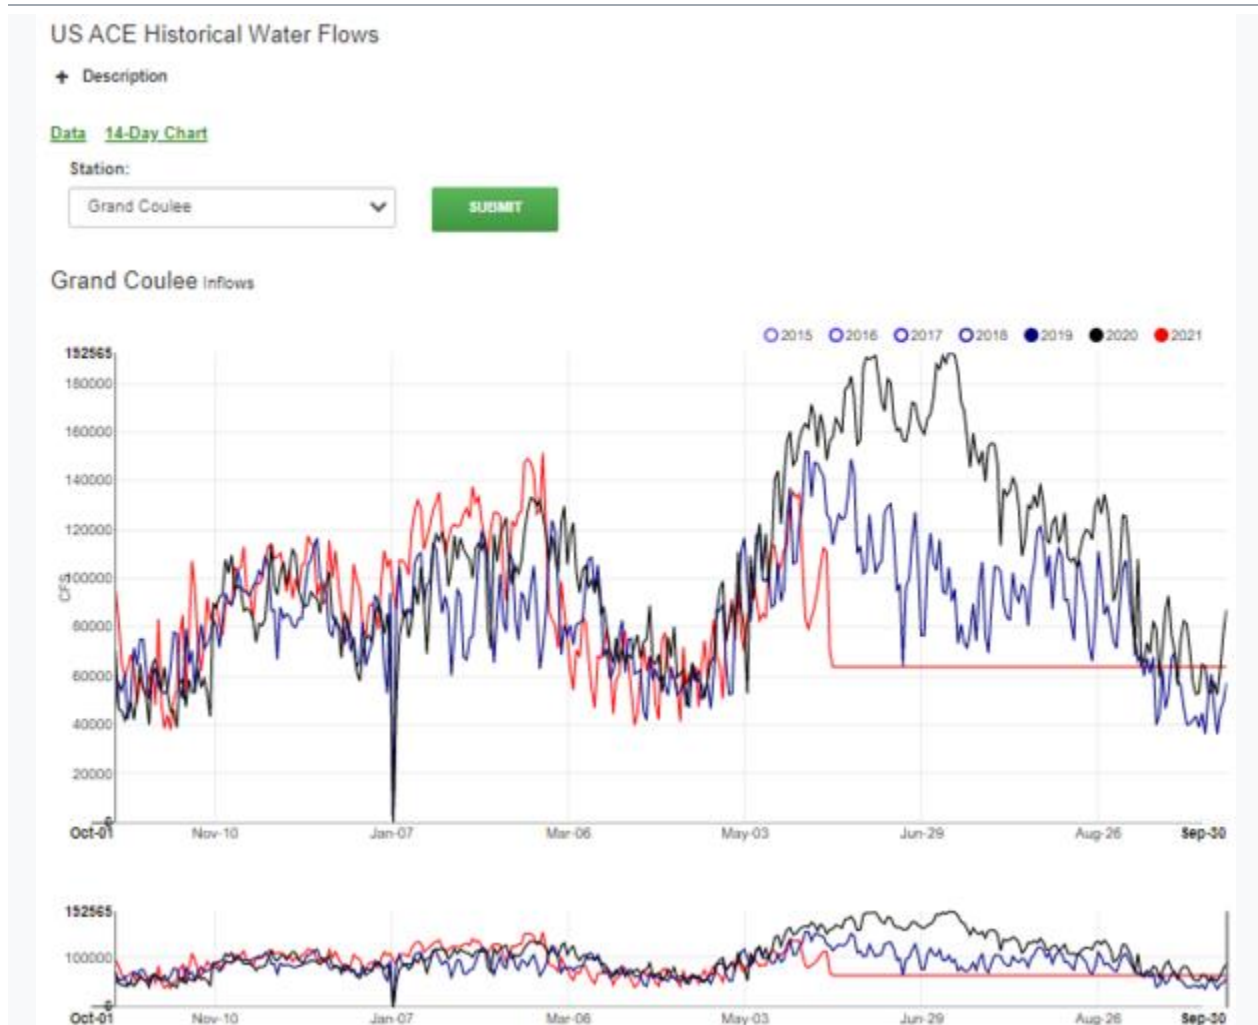 US ACE Historical Water Flows
+ Description
Data 14-Day Chart
Station:
Grand Coulee
SUBMIT
Grand Coulee Inflows
2015 2016 2017 2018 2019 2020 2021
180000
160000
140000
120000
100000
80000
60000
40000
20000
0
CFS
Oct-01 Nov-10 Jan-07 Mar-06 May-03 Jun-29 Aug-26 Sep-30
100000
0
Oct-01 Nov-10 Jan-07 Mar-06 May-03 Jun-29 Aug-26 Sep-30